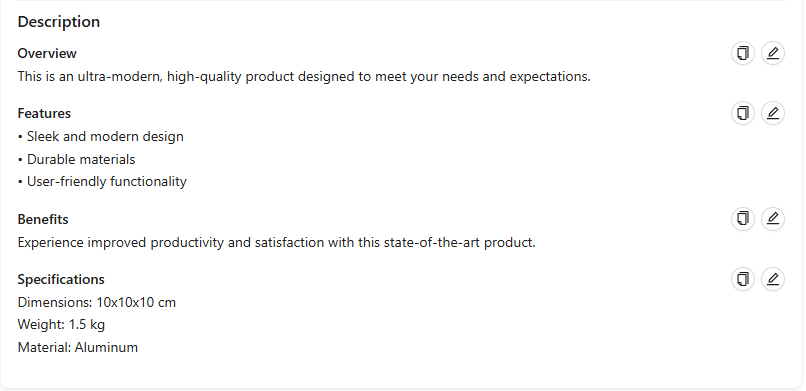 Description
Overview
This is an ultra-modern, high-quality product designed to meet your needs and expectations.
Features
• Sleek and modern design
• Durable materials
• User-friendly functionality
Benefits
Experience improved productivity and satisfaction with this state-of-the-art product.
Specifications
Dimensions: 10x10x10 cm
Weight: 1.5 kg
Material: Aluminum